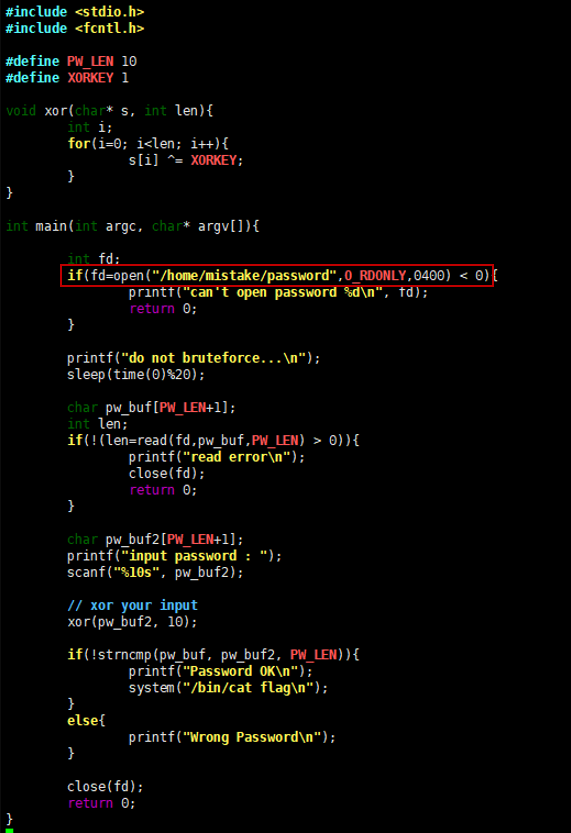 #include <stdio.h>
#include <fcntl.h>
#define PW_LEN 10
#define XORKEY 1
void xor(char* s, int len){
int i;
for(i=0; i<len; i++){
s[i] ^= XORKEY;
}
}
int main(int argc, char* argv[]){
int fd;
if(fd=open("/home/mistake/password",O_RDONLY,0400) < 0){
printf("can't open password %d\n", fd);
return 0;
}
printf("do not bruteforce...\n");
sleep(time(0)%20);
char pw_buf[PW_LEN+1];
int len;
if(!(len=read(fd,pw_buf,PW_LEN) > 0)){
printf("read error\n");
close(fd);
return 0;
}
char pw_buf2[PW_LEN+1];
printf("input password : ");
scanf("%10s", pw_buf2);
// xor your input
xor(pw_buf2, 10);
if(!strncmp(pw_buf, pw_buf2, PW_LEN)){
printf("Password OK\n");
system("/bin/cat flag\n");
}
else{
printf("Wrong Password\n");
}
close(fd);
return 0;
}